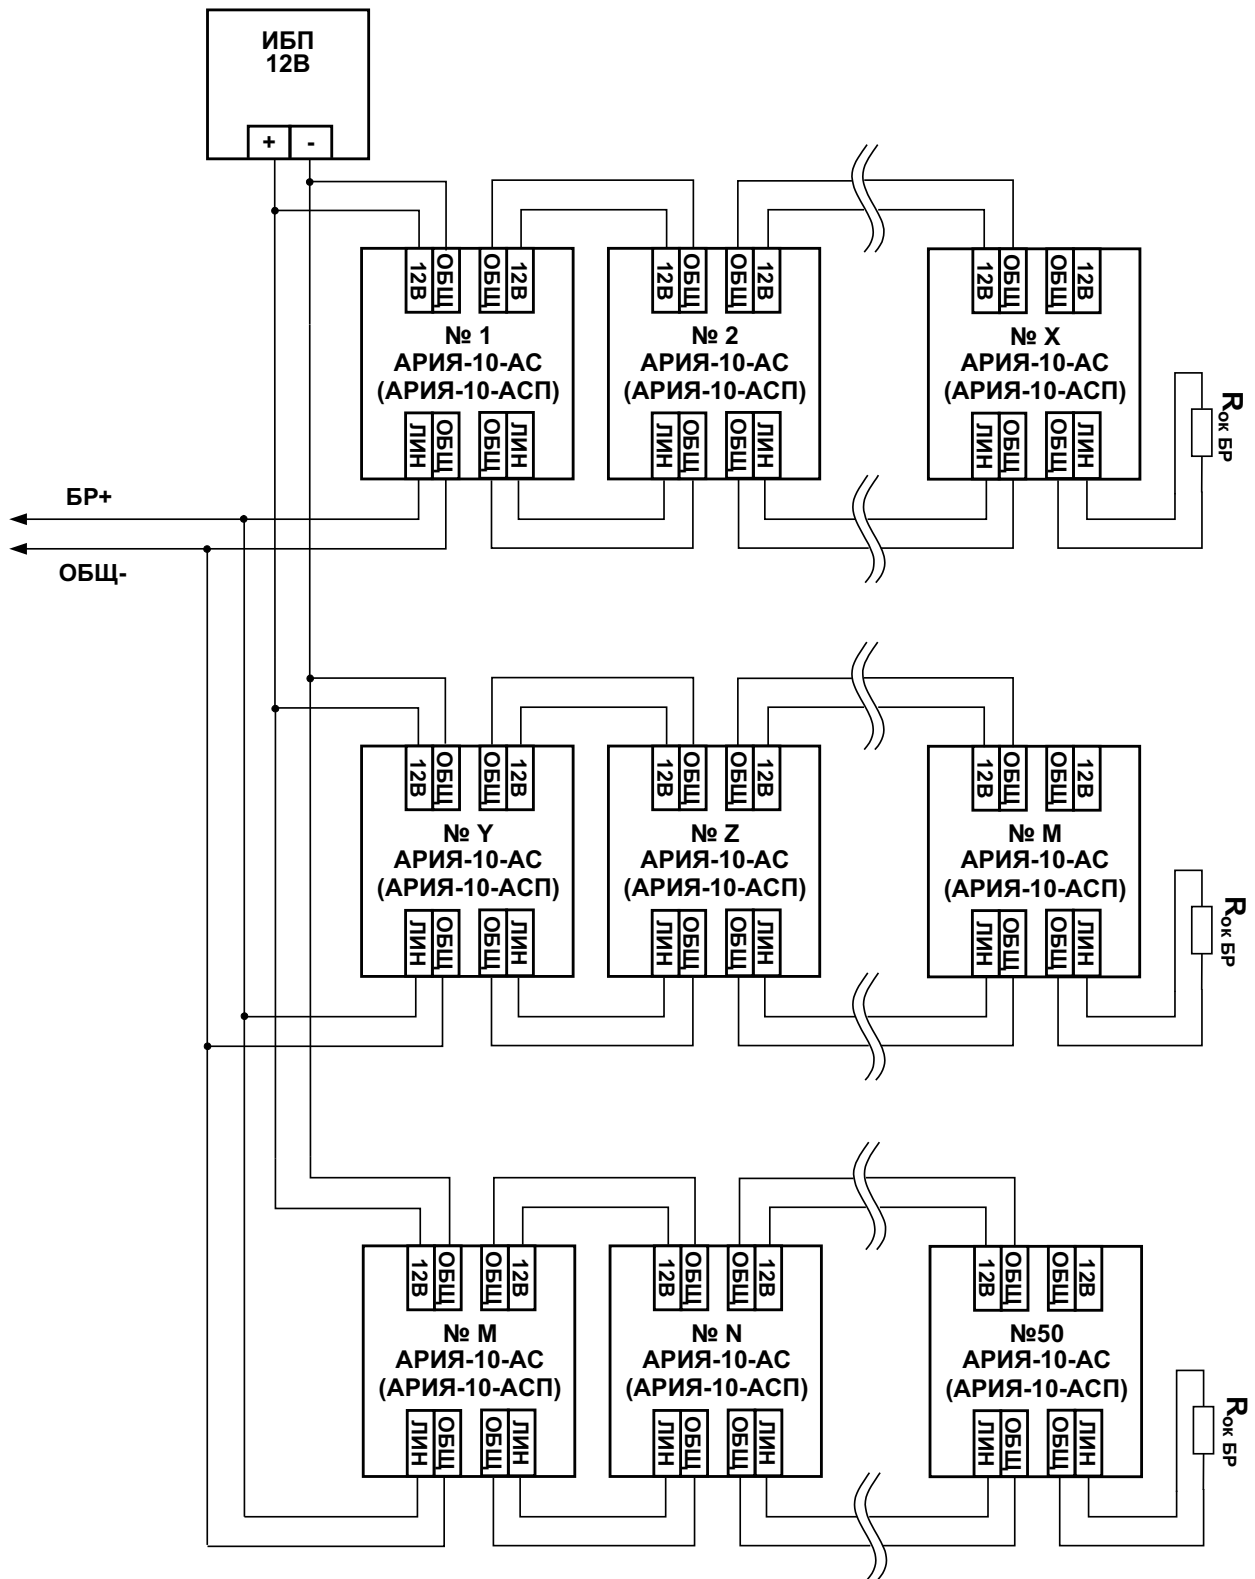 ИБП
12В
+ -
12В ОБЩ ОБЩ 12В
12В ОБЩ ОБЩ 12В
12В ОБЩ ОБЩ 12В
№ 1
АРИЯ-10-АС
(АРИЯ-10-АСП)
№ 2
АРИЯ-10-АС
(АРИЯ-10-АСП)
№ X
АРИЯ-10-АС
(АРИЯ-10-АСП)
ЛИН ОБЩ ОБЩ ЛИН
ЛИН ОБЩ ОБЩ ЛИН
ЛИН ОБЩ ОБЩ ЛИН
Rок БР
БР+
ОБЩ-
12В ОБЩ ОБЩ 12В
12В ОБЩ ОБЩ 12В
12В ОБЩ ОБЩ 12В
№ Y
АРИЯ-10-АС
(АРИЯ-10-АСП)
№ Z
АРИЯ-10-АС
(АРИЯ-10-АСП)
№ M
АРИЯ-10-АС
(АРИЯ-10-АСП)
ЛИН ОБЩ ОБЩ ЛИН
ЛИН ОБЩ ОБЩ ЛИН
ЛИН ОБЩ ОБЩ ЛИН
Rок БР
12В ОБЩ ОБЩ 12В
12В ОБЩ ОБЩ 12В
12В ОБЩ ОБЩ 12В
№ M
АРИЯ-10-АС
(АРИЯ-10-АСП)
№ N
АРИЯ-10-АС
(АРИЯ-10-АСП)
№50
АРИЯ-10-АС
(АРИЯ-10-АСП)
ЛИН ОБЩ ОБЩ ЛИН
ЛИН ОБЩ ОБЩ ЛИН
ЛИН ОБЩ ОБЩ ЛИН
Rок БР